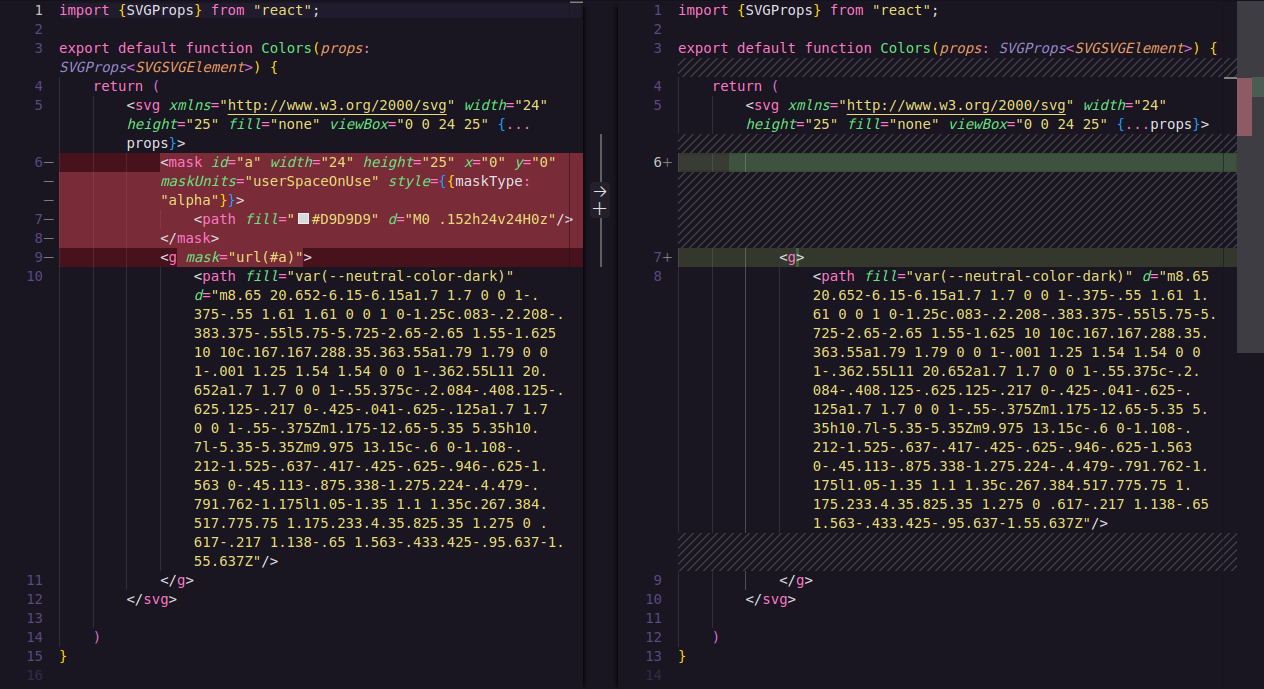 1 import {SVGProps} from "react";
2
3 export default function Colors(props:
SVGProps<SVGSVGElement>) {
4 return (
5 <svg xmlns="http://www.w3.org/2000/svg" width="24"
height="25" fill="none" viewBox="0 0 24 25" {...
props}>
6— <mask id="a" width="24" height="25" x="0" y="0"
— maskUnits="userSpaceOnUse" style={{maskType:
— "alpha"}}>
7— <path fill="#D9D9D9" d="M0 .152h24v24H0z"/>
8— </mask>
9— <g mask="url(#a)">
10 <path fill="var(--neutral-color-dark)"
d="m8.65 20.652-6.15-6.15a1.7 1.7 0 0 1-.
375-.55 1.61 1.61 0 0 1 0-1.25c.083-.2.208-.
383.375-.55l5.75-5.725-2.65-2.65 1.55-1.625
10 10c.167.167.288.35.363.55a1.79 1.79 0 0
1-.001 1.25 1.54 1.54 0 0 1-.362.55L11 20.
652a1.7 1.7 0 0 1-.55.375c-.2.084-.408.125-.
625.125-.217 0-.425-.041-.625-.125a1.7 1.7
0 0 1-.55-.375Zm1.175-12.65-5.35 5.35h10.
7l-5.35-5.35Zm9.975 13.15c-.6 0-1.108-.
212-1.525-.637-.417-.425-.625-.946-.625-1.
563 0-.45.113-.875.338-1.275.224-.4.479-.
791.762-1.175l1.05-1.35 1.1 1.35c.267.384.
517.775.75 1.175.233.4.35.825.35 1.275 0 .
617-.217 1.138-.65 1.563-.433.425-.95.637-1.
55.637Z"/>
11 </g>
12 </svg>
13
14 )
15 }
16
1 import {SVGProps} from "react";
2
3 export default function Colors(props: SVGProps<SVGSVGElement>) {
4 return (
5 <svg xmlns="http://www.w3.org/2000/svg" width="24"
height="25" fill="none" viewBox="0 0 24 25" {...props}>
6+
7+ <g>
8 <path fill="var(--neutral-color-dark)" d="m8.65
20.652-6.15-6.15a1.7 1.7 0 0 1-.375-.55 1.61 1.
61 0 0 1 0-1.25c.083-.2.208-.383.375-.55l5.75-5.
725-2.65-2.65 1.55-1.625 10 10c.167.167.288.35.
363.55a1.79 1.79 0 0 1-.001 1.25 1.54 1.54 0 0
1-.362.55L11 20.652a1.7 1.7 0 0 1-.55.375c-.2.
084-.408.125-.625.125-.217 0-.425-.041-.625-.
125a1.7 1.7 0 0 1-.55-.375Zm1.175-12.65-5.35 5.
35h10.7l-5.35-5.35Zm9.975 13.15c-.6 0-1.108-.
212-1.525-.637-.417-.425-.625-.946-.625-1.563
0-.45.113-.875.338-1.275.224-.4.479-.791.762-1.
175l1.05-1.35 1.1 1.35c.267.384.517.775.75 1.
175.233.4.35.825.35 1.275 0 .617-.217 1.138-.65
1.563-.433.425-.95.637-1.55.637Z"/>
9 </g>
10 </svg>
11
12 )
13 }
14